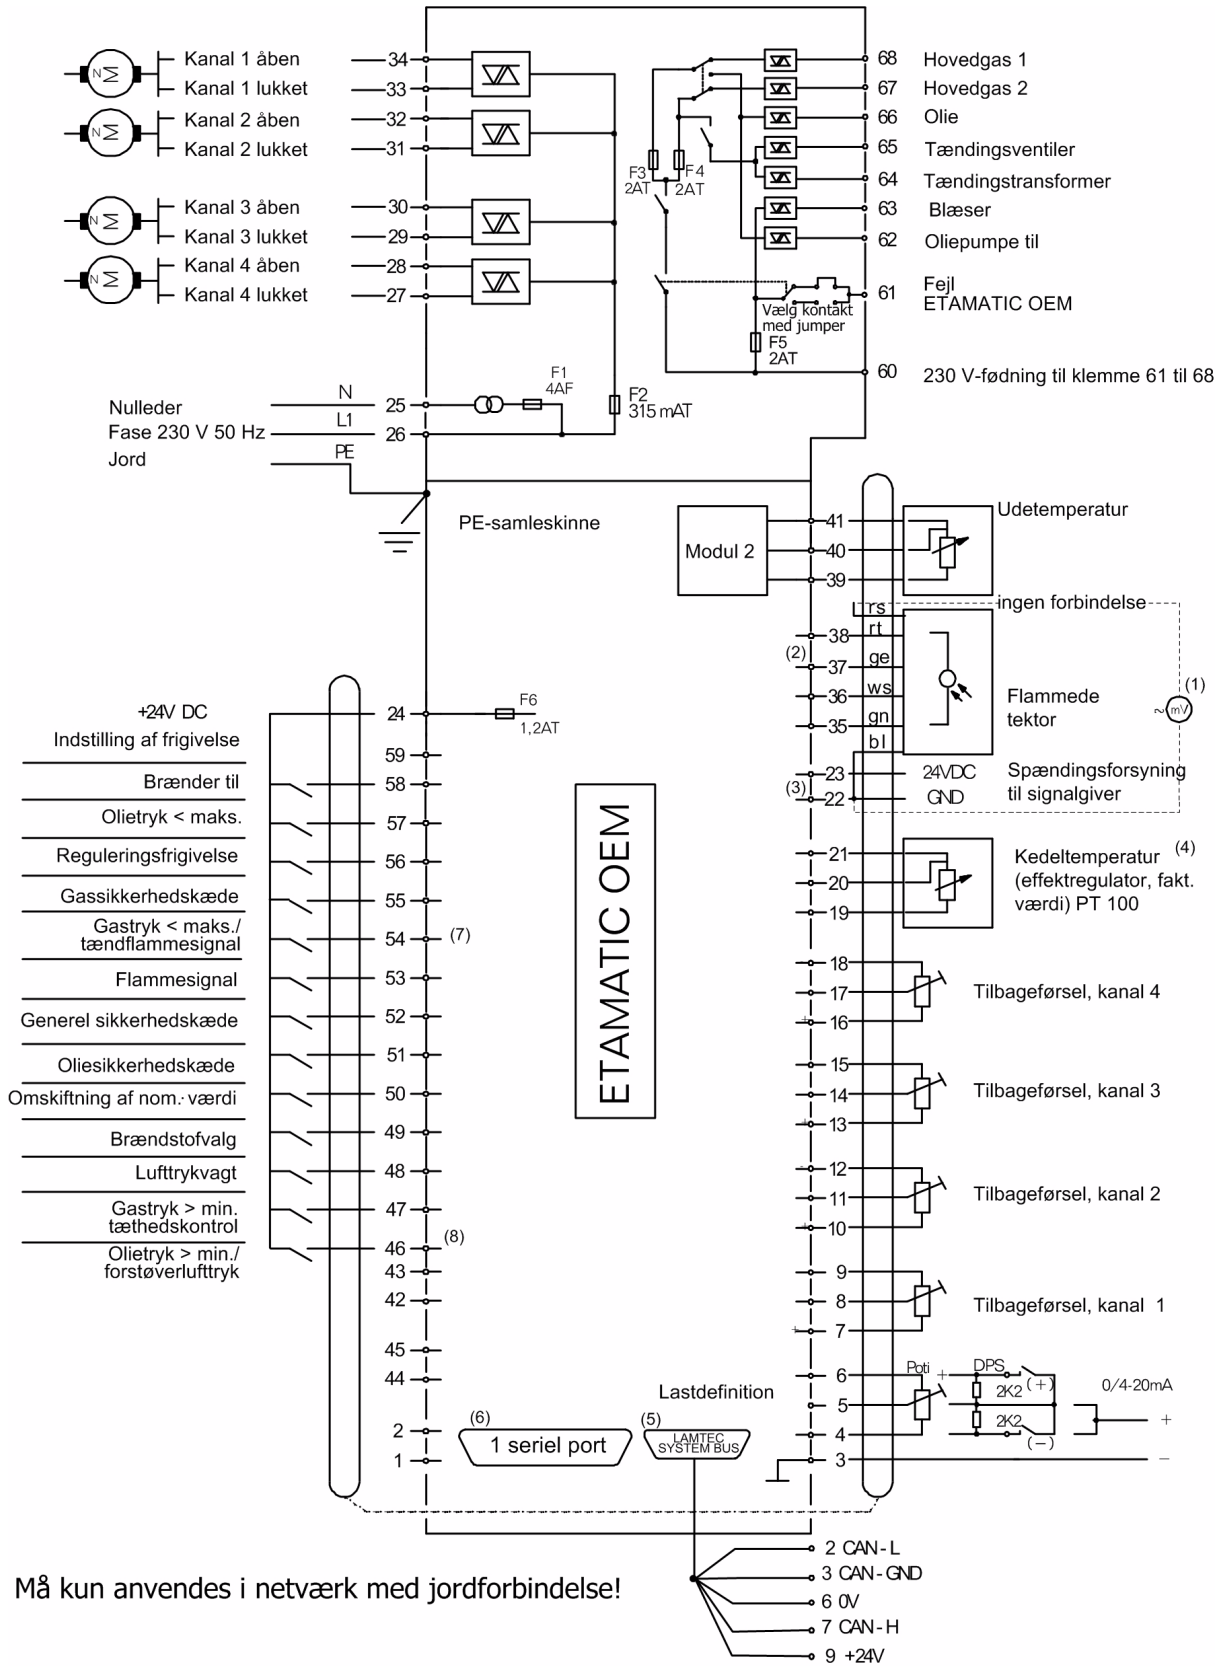 Kanal 1 åben
34
Kanal 1 lukket
33
Kanal 2 åben
32
Kanal 2 lukket
31
Kanal 3 åben
30
Kanal 3 lukket
29
Kanal 4 åben
28
Kanal 4 lukket
27
N
M
N
M
N
M
N
M
68 Hovedgas 1
67 Hovedgas 2
66 Olie
65 Tændingsventiler
64 Tændingstransformer
63 Blæser
62 Oliepumpe til
61 Fejl
ETAMATIC OEM
60 230 V-fødning til klemme 61 til 68
F3
2AT
F4
2AT
Vælg kontakt
med jumper
F5
2AT
F1
4AF
F2
315 mAT
Nulleder N 25
Fase 230 V 50 Hz L1 26
Jord PE
PE-samleskinne
Modul 2
41
40
39
Udetemperatur
ingen forbindelse
rs
38 rt
(2)
37 ge
36 ws
35 gn
bl
Flammede
tektor
(1)
~ mV
23 24VDC
(3)
22 GND
Spændingsforsyning
til signalgiver
21
20
19
Kedeltemperatur (4)
(effektregulator, fakt.
værdi) PT 100
18
17
+ 16
Tilbageførsel, kanal 4
15
14
+ 13
Tilbageførsel, kanal 3
12
11
+ 10
Tilbageførsel, kanal 2
9
8
+ 7
Tilbageførsel, kanal 1
Lastdefinition
6
5
4
3
Poti
+
DPS
2K2
(+)
2K2
(−)
0/4-20mA
+
−
+24V DC 24
F6
1,2AT
Indstilling af frigivelse
59
Brænder til 58
Olietryk < maks. 57
Reguleringsfrigivelse 56
Gassikkerhedskæde 55
Gastryk < maks./
tændflammesignal 54 (7)
Flammesignal 53
Generel sikkerhedskæde 52
Oliesikkerhedskæde 51
Omskiftning af nom. værdi 50
Brændstofvalg 49
Lufttrykvagt 48
Gastryk > min.
tæthedskontrol 47
Olietryk > min./
forstøverlufttryk 46 (8)
43
42
45
44
2
1
ETAMATIC OEM
(6)
1 seriel port
(5)
LAMTEC
SYSTEM BUS
2 CAN-L
3 CAN-GND
6 0V
7 CAN-H
9 +24V
Må kun anvendes i netværk med jordforbindelse!